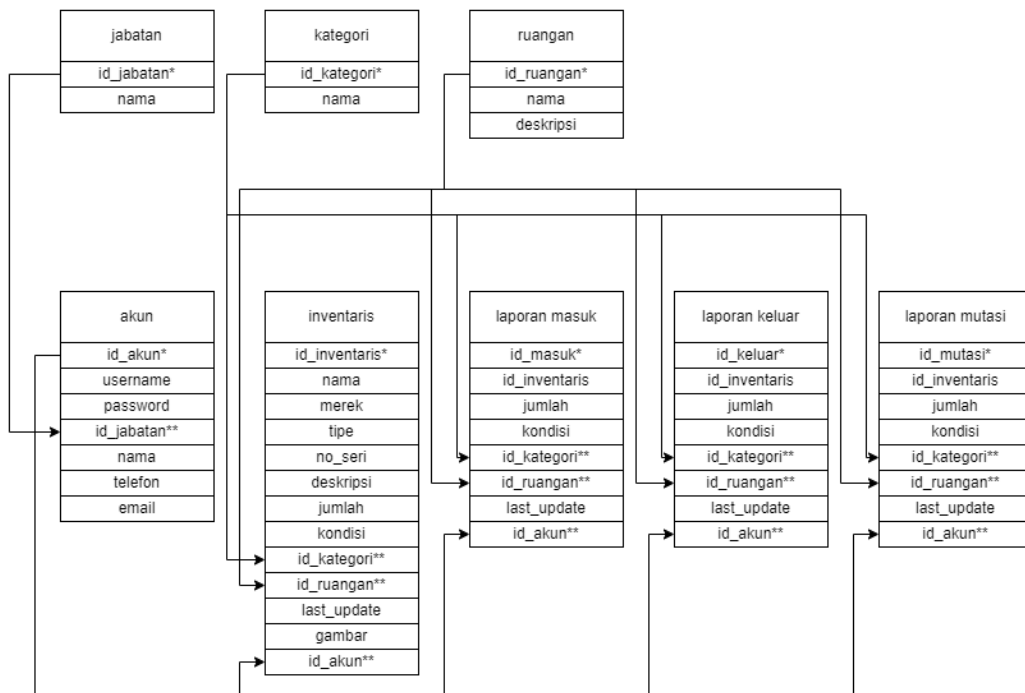 jabatan
id_jabatan*
nama
kategori
id_kategori*
nama
ruangan
id_ruangan*
nama
deskripsi
akun
id_akun*
username
password
id_jabatan**
nama
telefon
email
inventaris
id_inventaris*
nama
merek
tipe
no_seri
deskripsi
jumlah
kondisi
id_kategori**
id_ruangan**
last_update
gambar
id_akun**
laporan masuk
id_masuk*
id_inventaris
jumlah
kondisi
id_kategori**
id_ruangan**
last_update
id_akun**
laporan keluar
id_keluar*
id_inventaris
jumlah
kondisi
id_kategori**
id_ruangan**
last_update
id_akun**
laporan mutasi
id_mutasi*
id_inventaris
jumlah
kondisi
id_kategori**
id_ruangan**
last_update
id_akun**